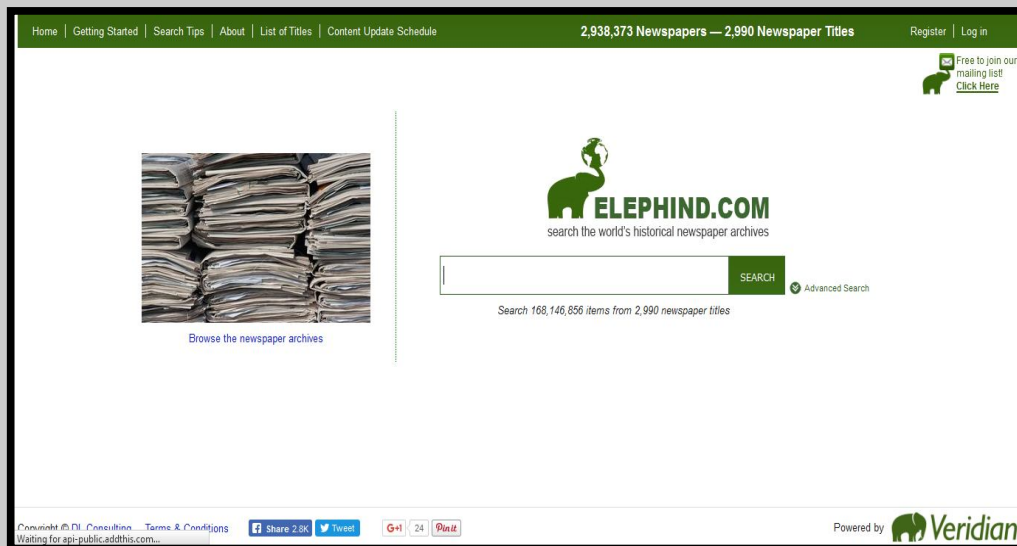 Home | Getting Started | Search Tips | About | List of Titles | Content Update Schedule
2,938,373 Newspapers — 2,990 Newspaper Titles
Register | Log in
Free to join our
mailing list!
Click Here
ELEPHIND.COM
search the world's historical newspaper archives
SEARCH
Advanced Search
Search 168,146,856 items from 2,990 newspaper titles
Browse the newspaper archives
Copyright © DL Consulting Terms & Conditions
Share 2.8K
Tweet
G+1 24
Pin it
Powered by Veridian
Waiting for api-public.addthis.com...